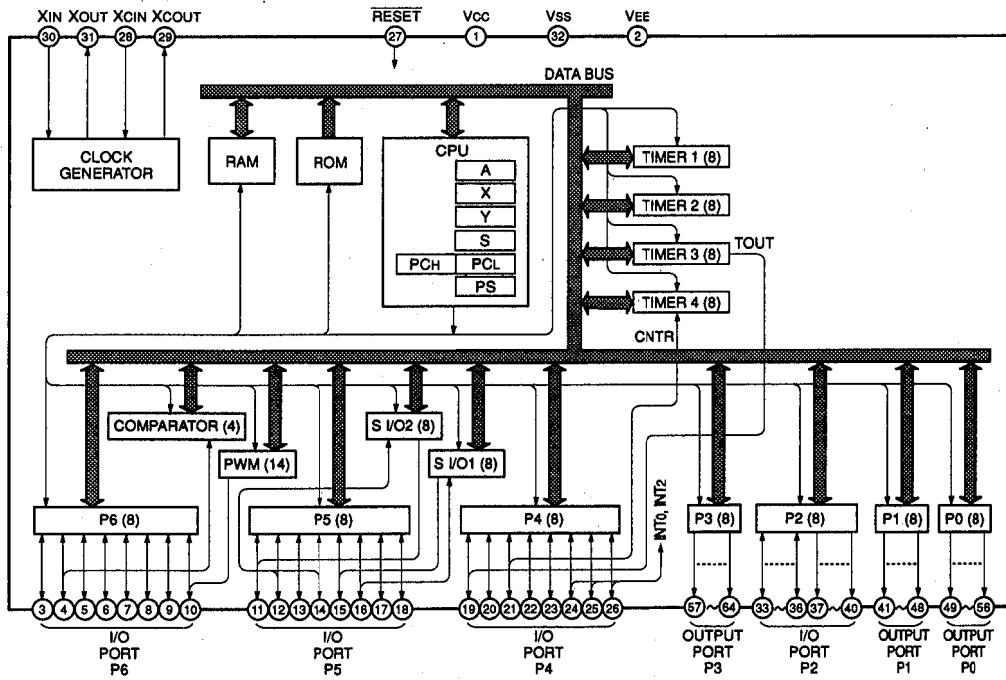 XIN XOUT XCIN XCOUT RESET VCC VSS VEE
30 31 28 29 27 1 32 2
DATA BUS
CLOCK
GENERATOR
RAM
ROM
CPU
A
X
Y
S
PCH PCL
PS
TIMER 1 (8)
TIMER 2 (8)
TIMER 3 (8)
TOUT
TIMER 4 (8)
CNTR
COMPARATOR (4)
PWM (14)
S I/O2 (8)
S I/O1 (8)
INT0, INT2
P6 (8)
P5 (8)
P4 (8)
P3 (8)
P2 (8)
P1 (8)
P0 (8)
3 4 5 6 7 8 9 10
11 12 13 14 15 16 17 18
19 20 21 22 23 24 25 26
57 ~ 64
33 ~ 36 37 ~ 40
41 ~ 48
49 ~ 56
I/O
PORT
P6
I/O
PORT
P5
I/O
PORT
P4
OUTPUT
PORT
P3
I/O
PORT
P2
OUTPUT
PORT
P1
OUTPUT
PORT
P0